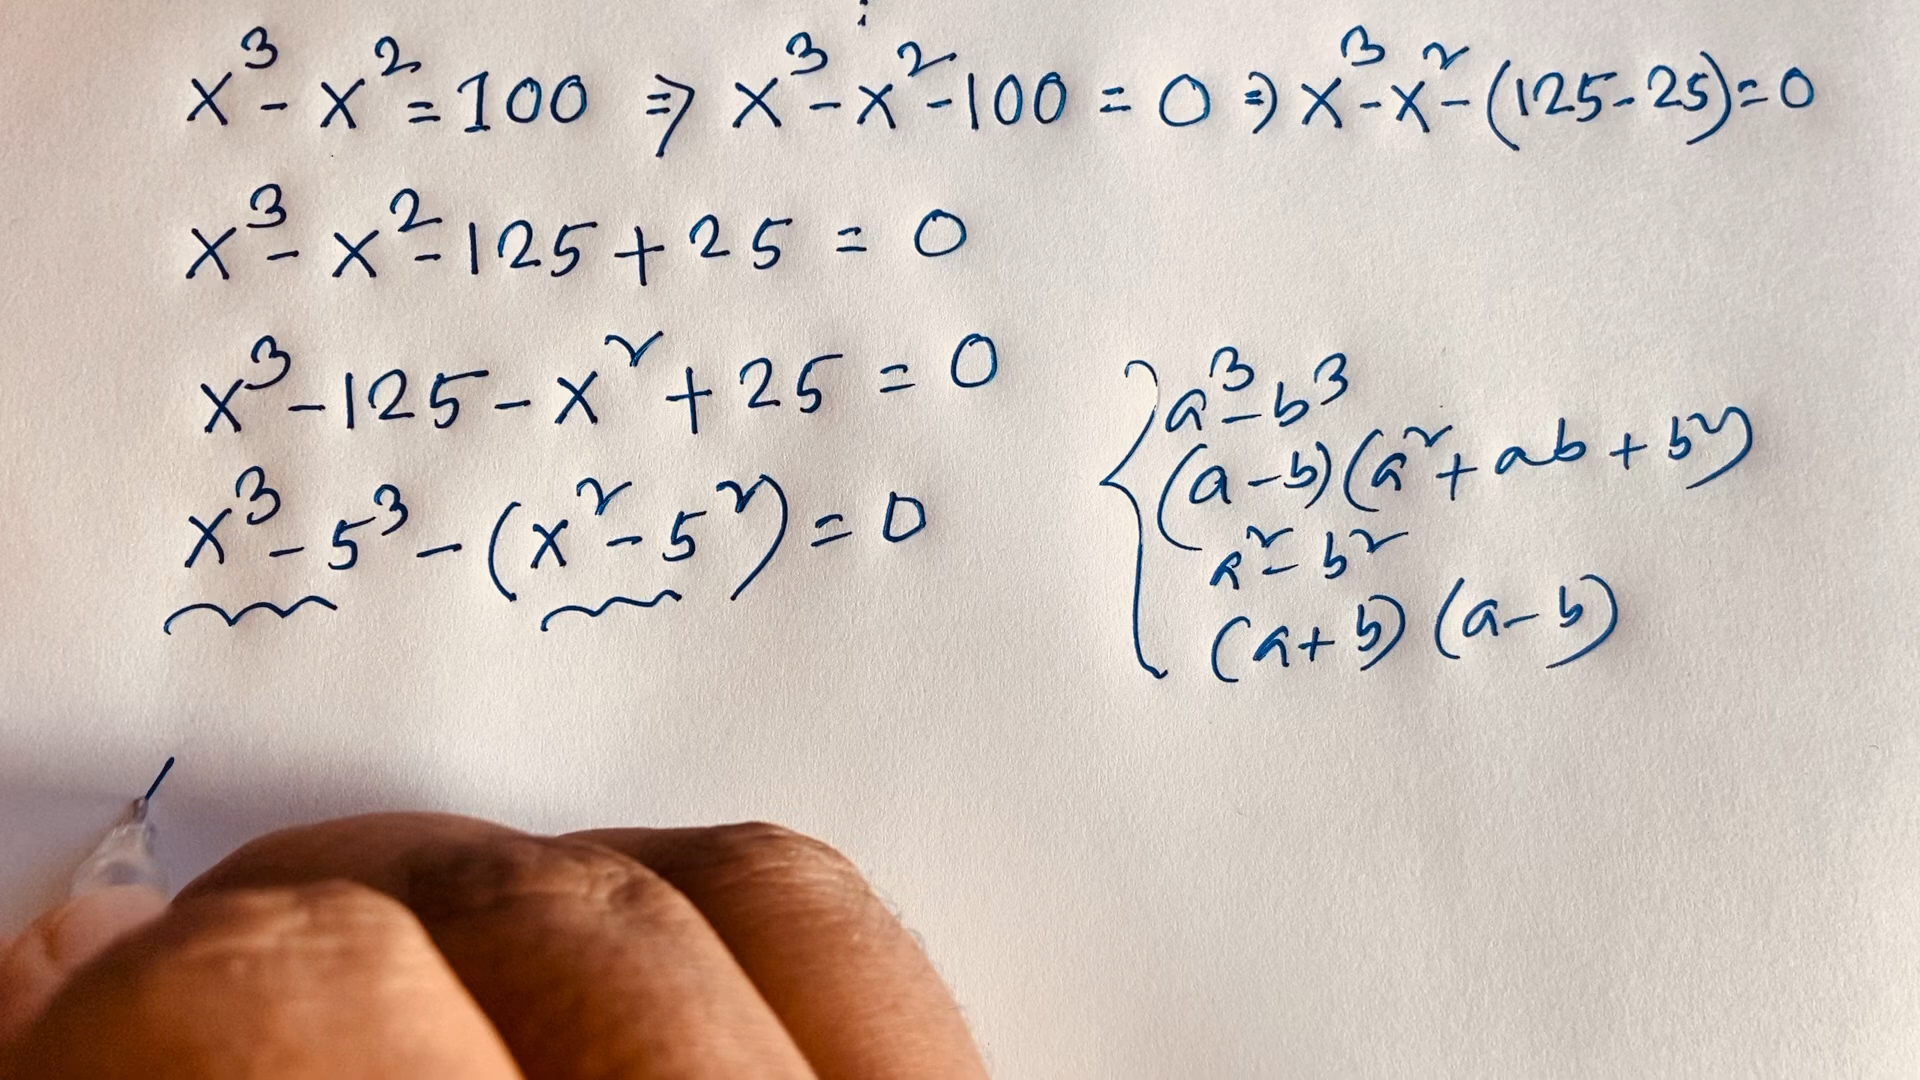 x³ - x² = 100 ⇒ x³ - x² - 100 = 0 ⇒ x³ - x² - (125 - 25) = 0
x³ - x² - 125 + 25 = 0
x³ - 125 - x² + 25 = 0
x³ - 5³ - (x² - 5²) = 0
a³ - b³
(a - b)(a² + ab + b²)
a² - b²
(a + b) (a - b)